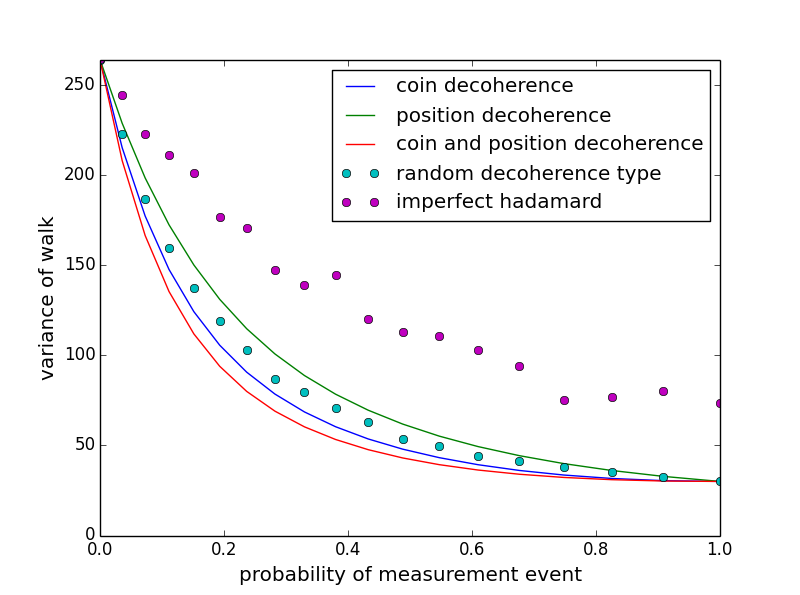 250
200
150
100
50
0
0.0 0.2 0.4 0.6 0.8 1.0
variance of walk
probability of measurement event
coin decoherence
position decoherence
coin and position decoherence
random decoherence type
imperfect hadamard